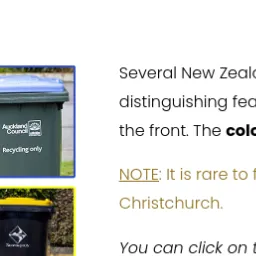 Auckland
Council
Recycling only
Several New Zeal
distinguishing fea
the front. The colo
NOTE: It is rare to f
Christchurch.
You can click on t